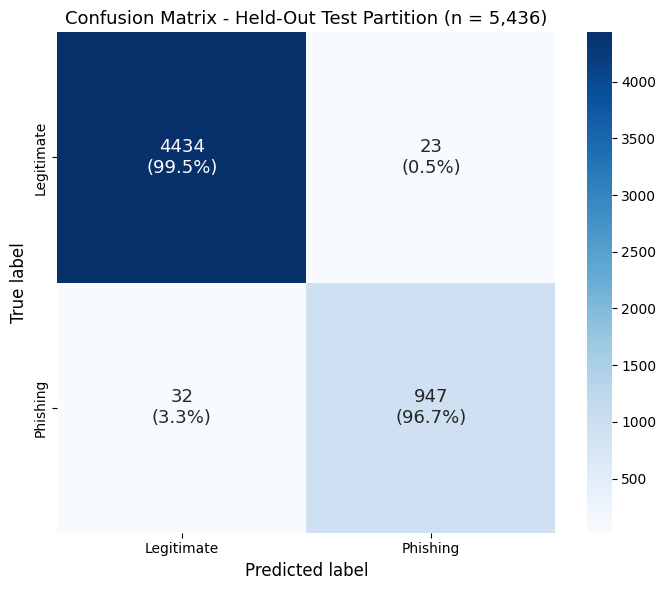 Confusion Matrix - Held-Out Test Partition (n = 5,436)
True label
Legitimate
Phishing
4434
(99.5%)
23
(0.5%)
32
(3.3%)
947
(96.7%)
Legitimate
Phishing
Predicted label
4000
3500
3000
2500
2000
1500
1000
500